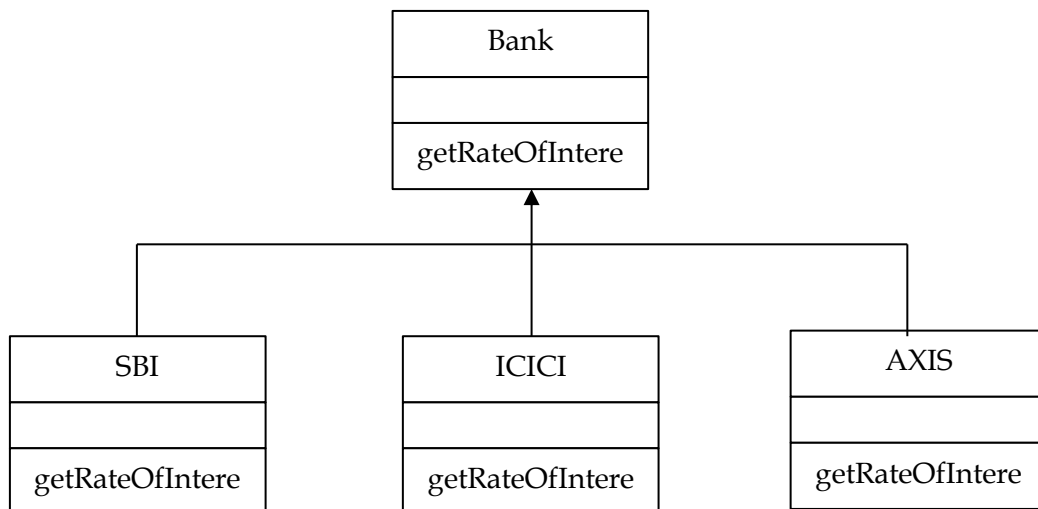 Bank
getRateOfIntere
SBI
ICICI
AXIS
getRateOfIntere
getRateOfIntere
getRateOfIntere